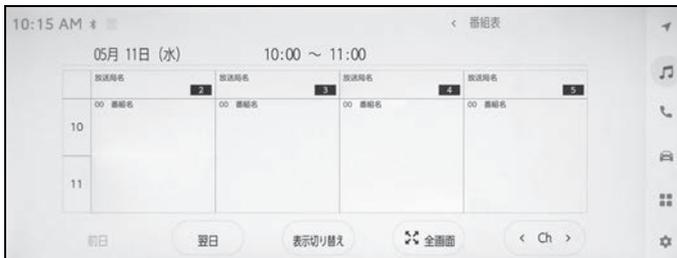 10:15 AM
< 番組表
05月 11日 (水) 10:00 ～ 11:00
放送局名 放送局名 放送局名 放送局名
2 3 4 5
00 番組名 00 番組名 00 番組名 00 番組名
10
11
前日 翌日 表示切り替え 全画面 < Ch >